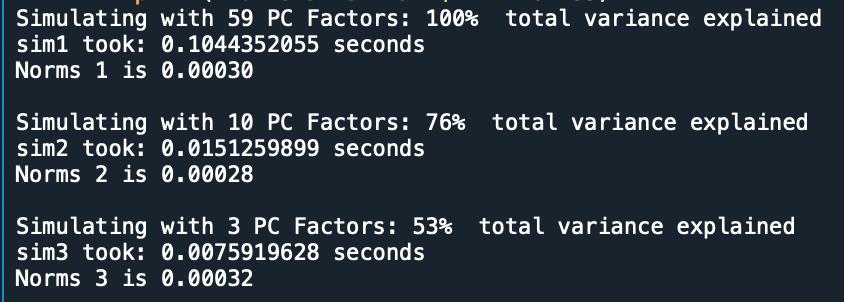 Simulating with 59 PC Factors: 100%  total variance explained
sim1 took: 0.1044352055 seconds
Norms 1 is 0.00030
Simulating with 10 PC Factors: 76%  total variance explained
sim2 took: 0.0151259899 seconds
Norms 2 is 0.00028
Simulating with 3 PC Factors: 53%  total variance explained
sim3 took: 0.0075919628 seconds
Norms 3 is 0.00032